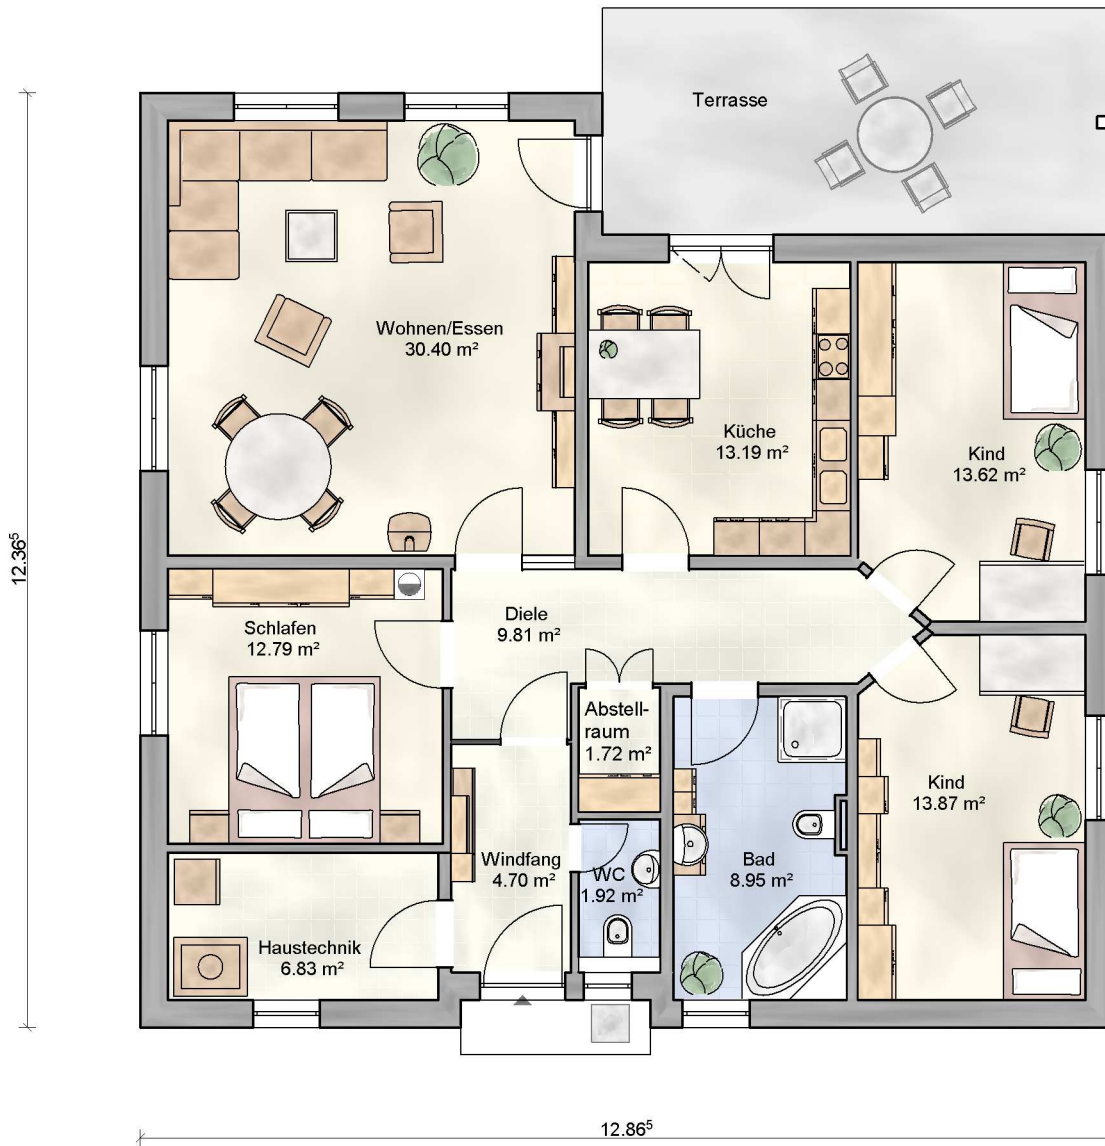 Terrasse
Wohnen/Essen
30.40 m²
Küche
13.19 m²
Kind
13.62 m²
12.36⁵
Diele
9.81 m²
Schlafen
12.79 m²
Abstell-
raum
1.72 m²
Kind
13.87 m²
Windfang
4.70 m²
WC
1.92 m²
Bad
8.95 m²
Haustechnik
6.83 m²
12.86⁵